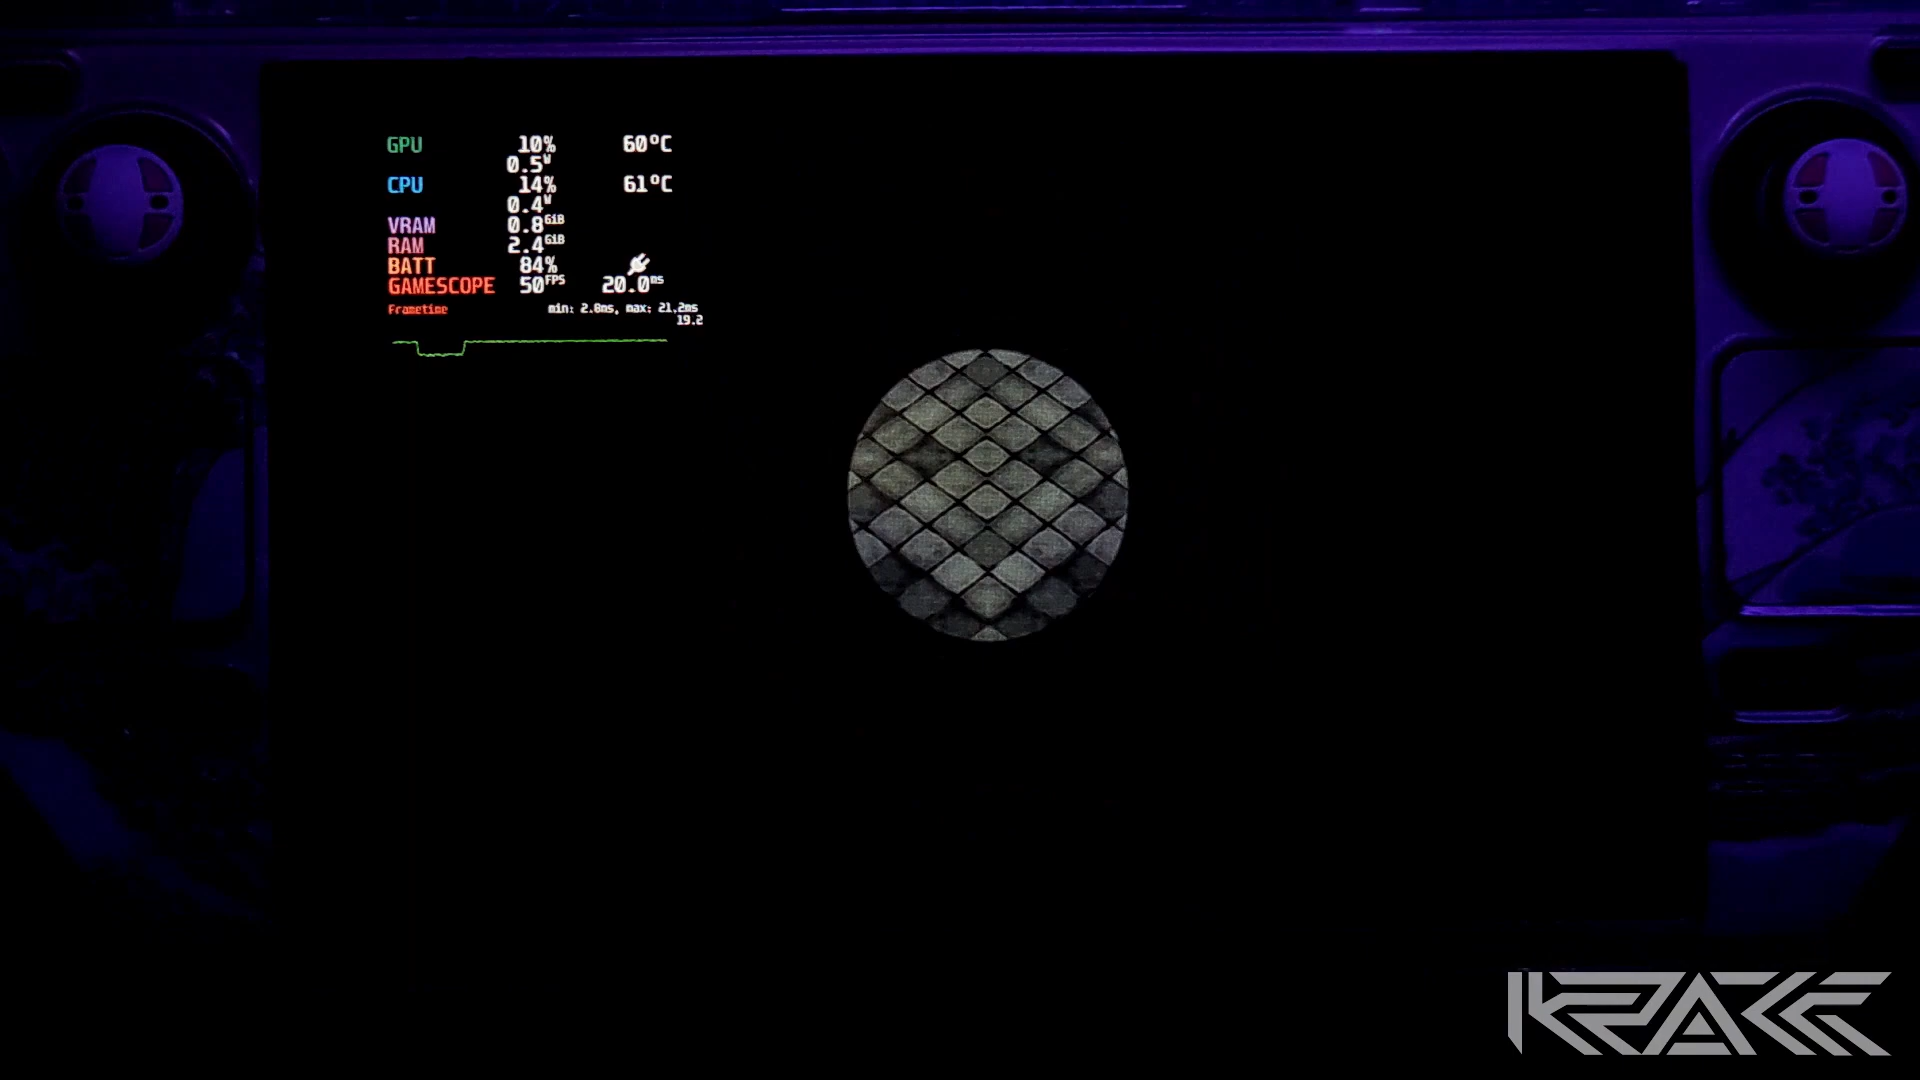 GPU 10% 60°C
0.5W
CPU 14% 61°C
0.4W
VRAM 0.8GiB
RAM 2.4GiB
BATT 84%
GAMESCOPE 50FPS 20.0ms
Frametime min: 2.8ms, max: 21.2ms
19.2